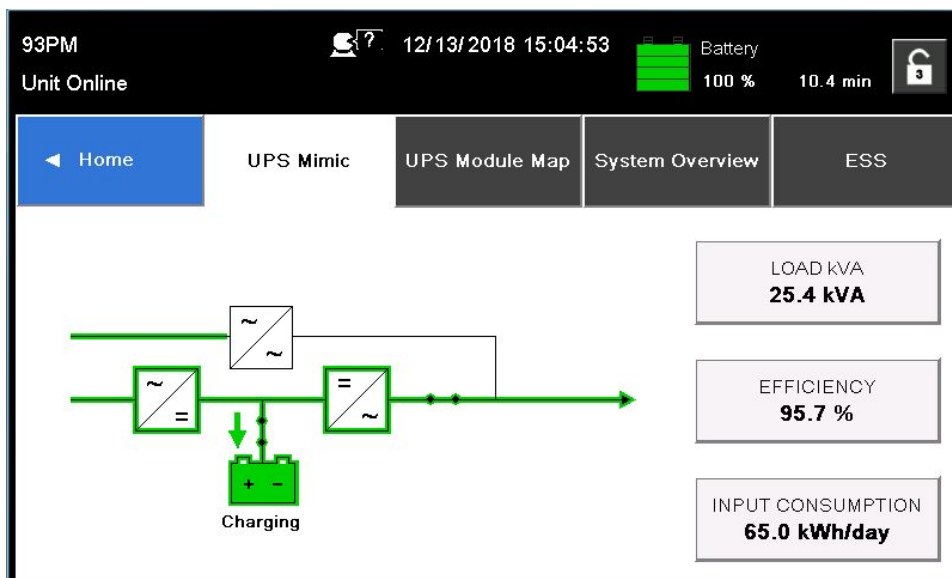 93PM
?
12/13/2018 15:04:53
Battery
Unit Online
100 %
10.4 min
3
◄ Home
UPS Mimic
UPS Module Map
System Overview
ESS
LOAD kVA
25.4 kVA
~
~
EFFICIENCY
95.7 %
~
=
=
~
+ -
Charging
INPUT CONSUMPTION
65.0 kWh/day